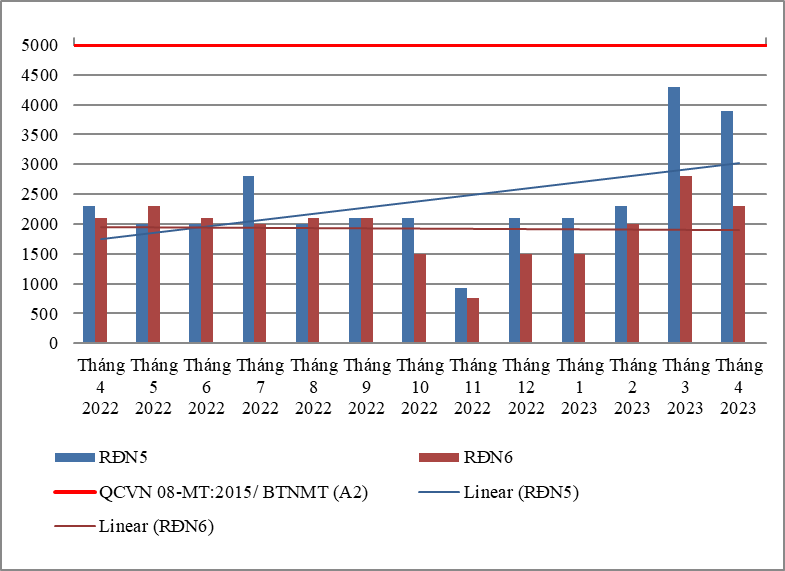 5000
4500
4000
3500
3000
2500
2000
1500
1000
500
0
Tháng Tháng Tháng Tháng Tháng Tháng Tháng Tháng Tháng Tháng Tháng Tháng Tháng
4 5 6 7 8 9 10 11 12 1 2 3 4
2022 2022 2022 2022 2022 2022 2022 2022 2022 2023 2023 2023 2023
RĐN5 RĐN6
QCVN 08-MT:2015/ BTNMT (A2) Linear (RĐN5)
Linear (RĐN6)